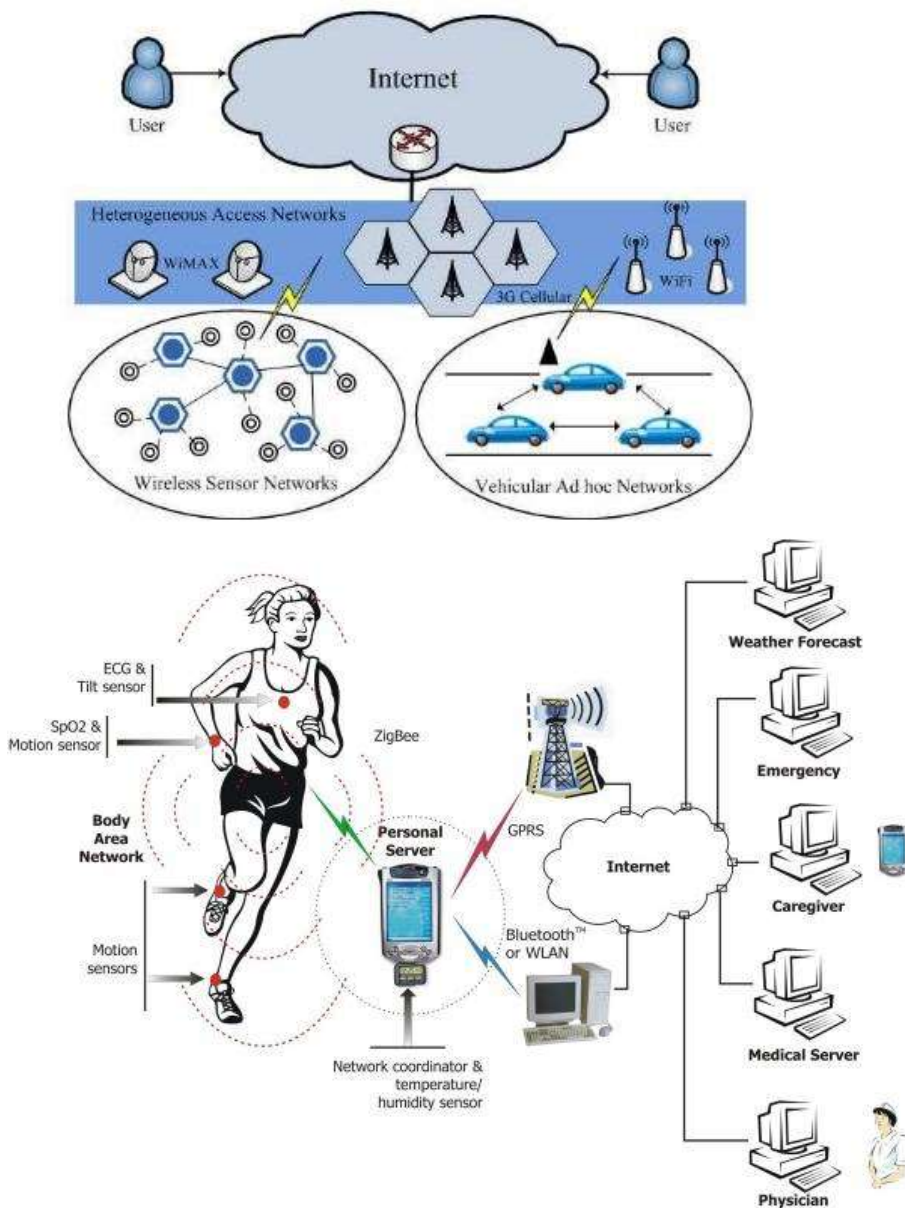 Internet
User
User
Heterogeneous Access Networks
WiMAX
3G Cellular
WiFi
Wireless Sensor Networks
Vehicular Ad hoc Networks
ECG &
Tilt sensor
SpO2 &
Motion sensor
ZigBee
Body
Area
Network
Personal
Server
GPRS
Bluetooth™
or WLAN
Motion
sensors
Network coordinator &
temperature/
humidity sensor
Internet
Weather Forecast
Emergency
Caregiver
Medical Server
Physician